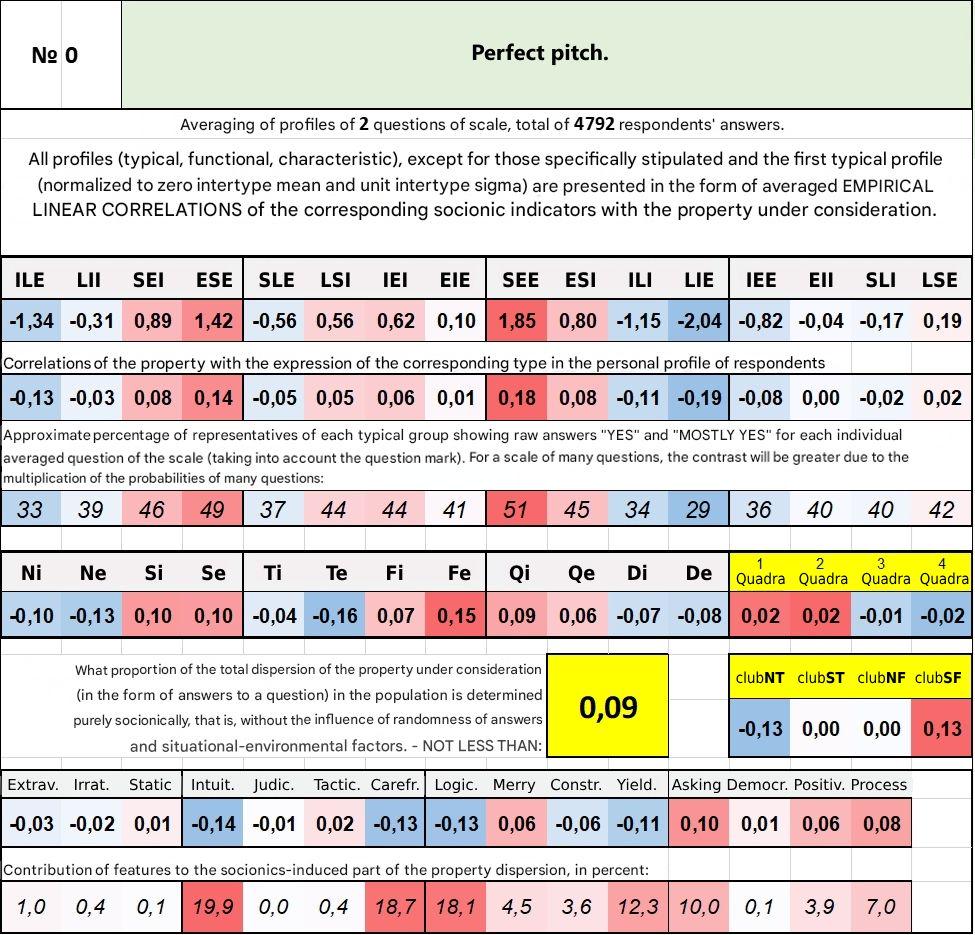 № 0
Perfect pitch.
Averaging of profiles of 2 questions of scale, total of 4792 respondents' answers.
All profiles (typical, functional, characteristic), except for those specifically stipulated and the first typical profile
(normalized to zero intertype mean and unit intertype sigma) are presented in the form of averaged EMPIRICAL
LINEAR CORRELATIONS of the corresponding socionic indicators with the property under consideration.
ILE LII SEI ESE SLE LSI IEI EIE SEE ESI ILI LIE IEE EII SLI LSE
-1,34 -0,31 0,89 1,42 -0,56 0,56 0,62 0,10 1,85 0,80 -1,15 -2,04 -0,82 -0,04 -0,17 0,19
Correlations of the property with the expression of the corresponding type in the personal profile of respondents
-0,13 -0,03 0,08 0,14 -0,05 0,05 0,06 0,01 0,18 0,08 -0,11 -0,19 -0,08 0,00 -0,02 0,02
Approximate percentage of representatives of each typical group showing raw answers "YES" and "MOSTLY YES" for each individual
averaged question of the scale (taking into account the question mark). For a scale of many questions, the contrast will be greater due to the
multiplication of the probabilities of many questions:
33 39 46 49 37 44 44 41 51 45 34 29 36 40 40 42
Ni Ne Si Se Ti Te Fi Fe Qi Qe Di De 1 Quadra 2 Quadra 3 Quadra 4 Quadra
-0,10 -0,13 0,10 0,10 -0,04 -0,16 0,07 0,15 0,09 0,06 -0,07 -0,08 0,02 0,02 -0,01 -0,02
What proportion of the total dispersion of the property under consideration
(in the form of answers to a question) in the population is determined
purely socionically, that is, without the influence of randomness of answers
and situational-environmental factors. - NOT LESS THAN:
0,09
clubNT clubST clubNF clubSF
-0,13 0,00 0,00 0,13
Extrav. Irrat. Static Intuit. Judic. Tactic. Carefr. Logic. Merry Constr. Yield. Asking Democr. Positiv. Process
-0,03 -0,02 0,01 -0,14 -0,01 0,02 -0,13 -0,13 0,06 -0,06 -0,11 0,10 0,01 0,06 0,08
Contribution of features to the socionics-induced part of the property dispersion, in percent:
1,0 0,4 0,1 19,9 0,0 0,4 18,7 18,1 4,5 3,6 12,3 10,0 0,1 3,9 7,0